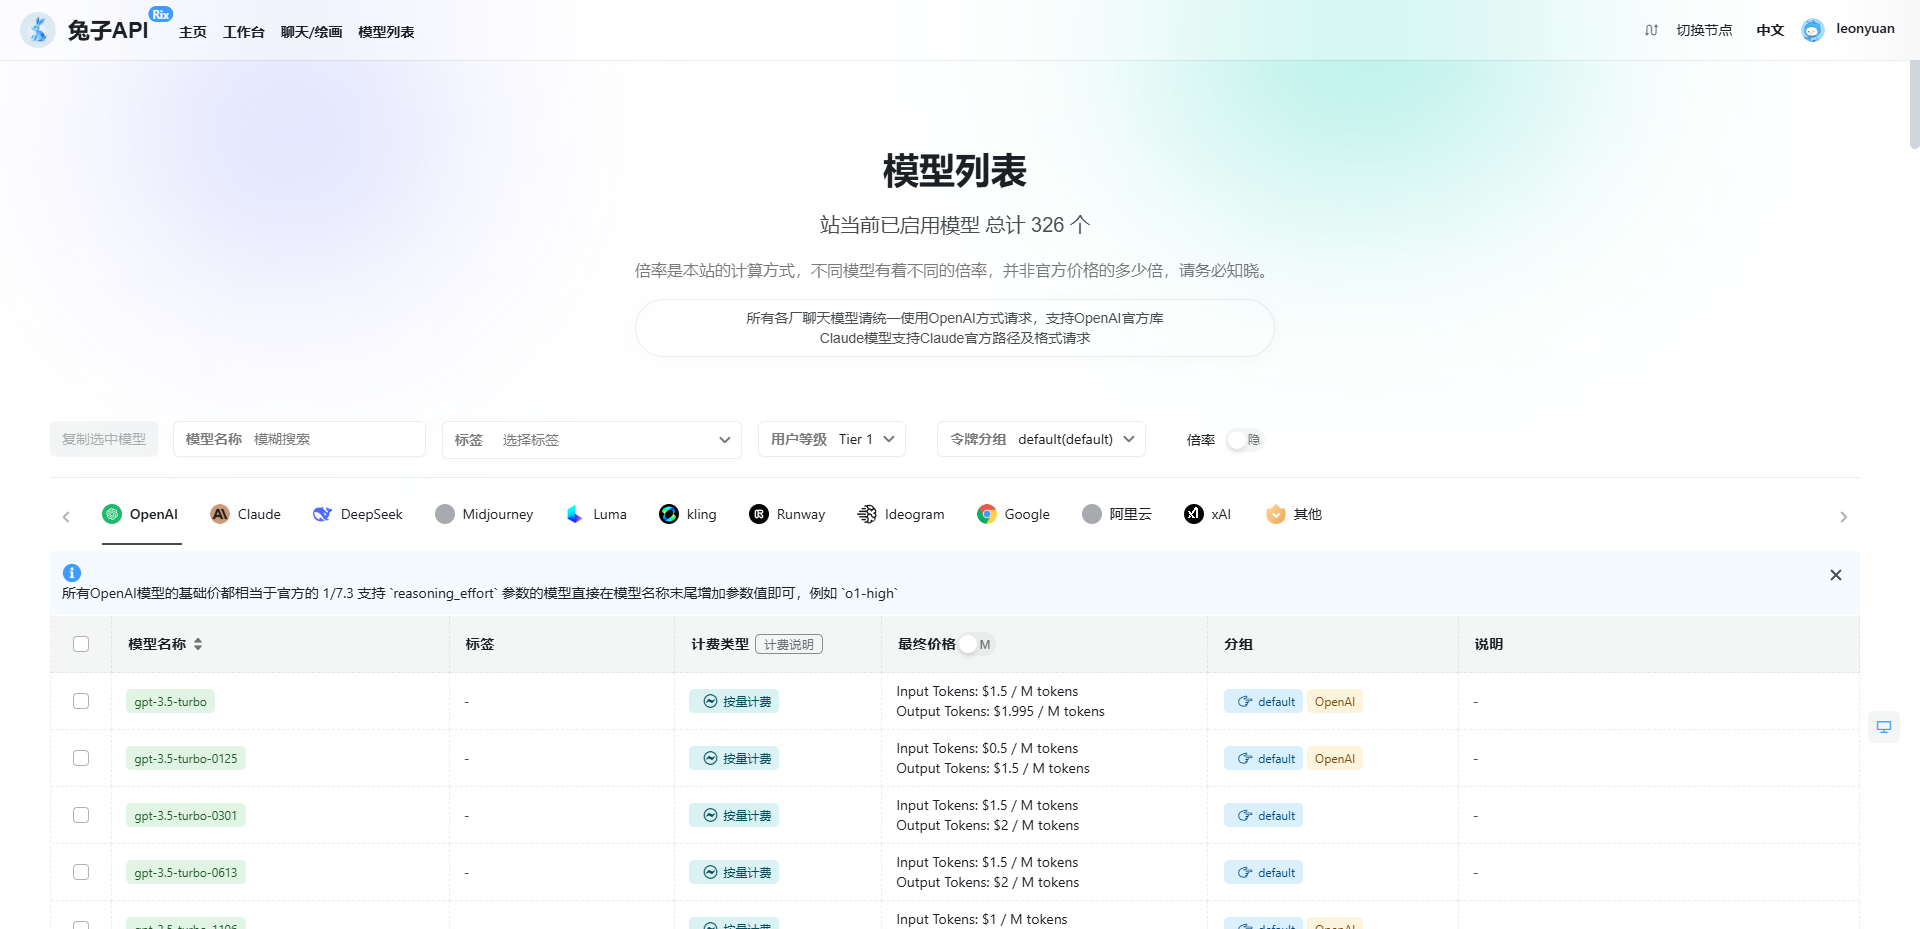 兔子API Rix 主页 工作台 聊天/绘画 模型列表 切换节点 中文 leonyuan
模型列表
站当前已启用模型 总计 326 个
倍率是本站的计算方式，不同模型有着不同的倍率，并非官方价格的多少倍，请务必知晓。
所有各厂聊天模型请统一使用OpenAI方式请求，支持OpenAI官方库
Claude模型支持Claude官方路径及格式请求
复制选中模型 模型名称 模糊搜索 标签 选择标签 用户等级 Tier 1 令牌分组 default(default) 倍率 隐
OpenAI Claude DeepSeek Midjourney Luma kling Runway Ideogram Google 阿里云 xAI 其他
所有OpenAI模型的基础价都相当于官方的 1/7.3 支持 `reasoning_effort` 参数的模型直接在模型名称末尾增加参数值即可，例如 `o1-high`
模型名称 标签 计费类型 计费说明 最终价格 M 分组 说明
gpt-3.5-turbo - 按量计费 Input Tokens: $1.5 / M tokens
Output Tokens: $1.995 / M tokens default OpenAI -
gpt-3.5-turbo-0125 - 按量计费 Input Tokens: $0.5 / M tokens
Output Tokens: $1.5 / M tokens default OpenAI -
gpt-3.5-turbo-0301 - 按量计费 Input Tokens: $1.5 / M tokens
Output Tokens: $2 / M tokens default -
gpt-3.5-turbo-0613 - 按量计费 Input Tokens: $1.5 / M tokens
Output Tokens: $2 / M tokens default -
gpt-3.5-turbo-1106 按量计费 Input Tokens: $1 / M tokens default OpenAI